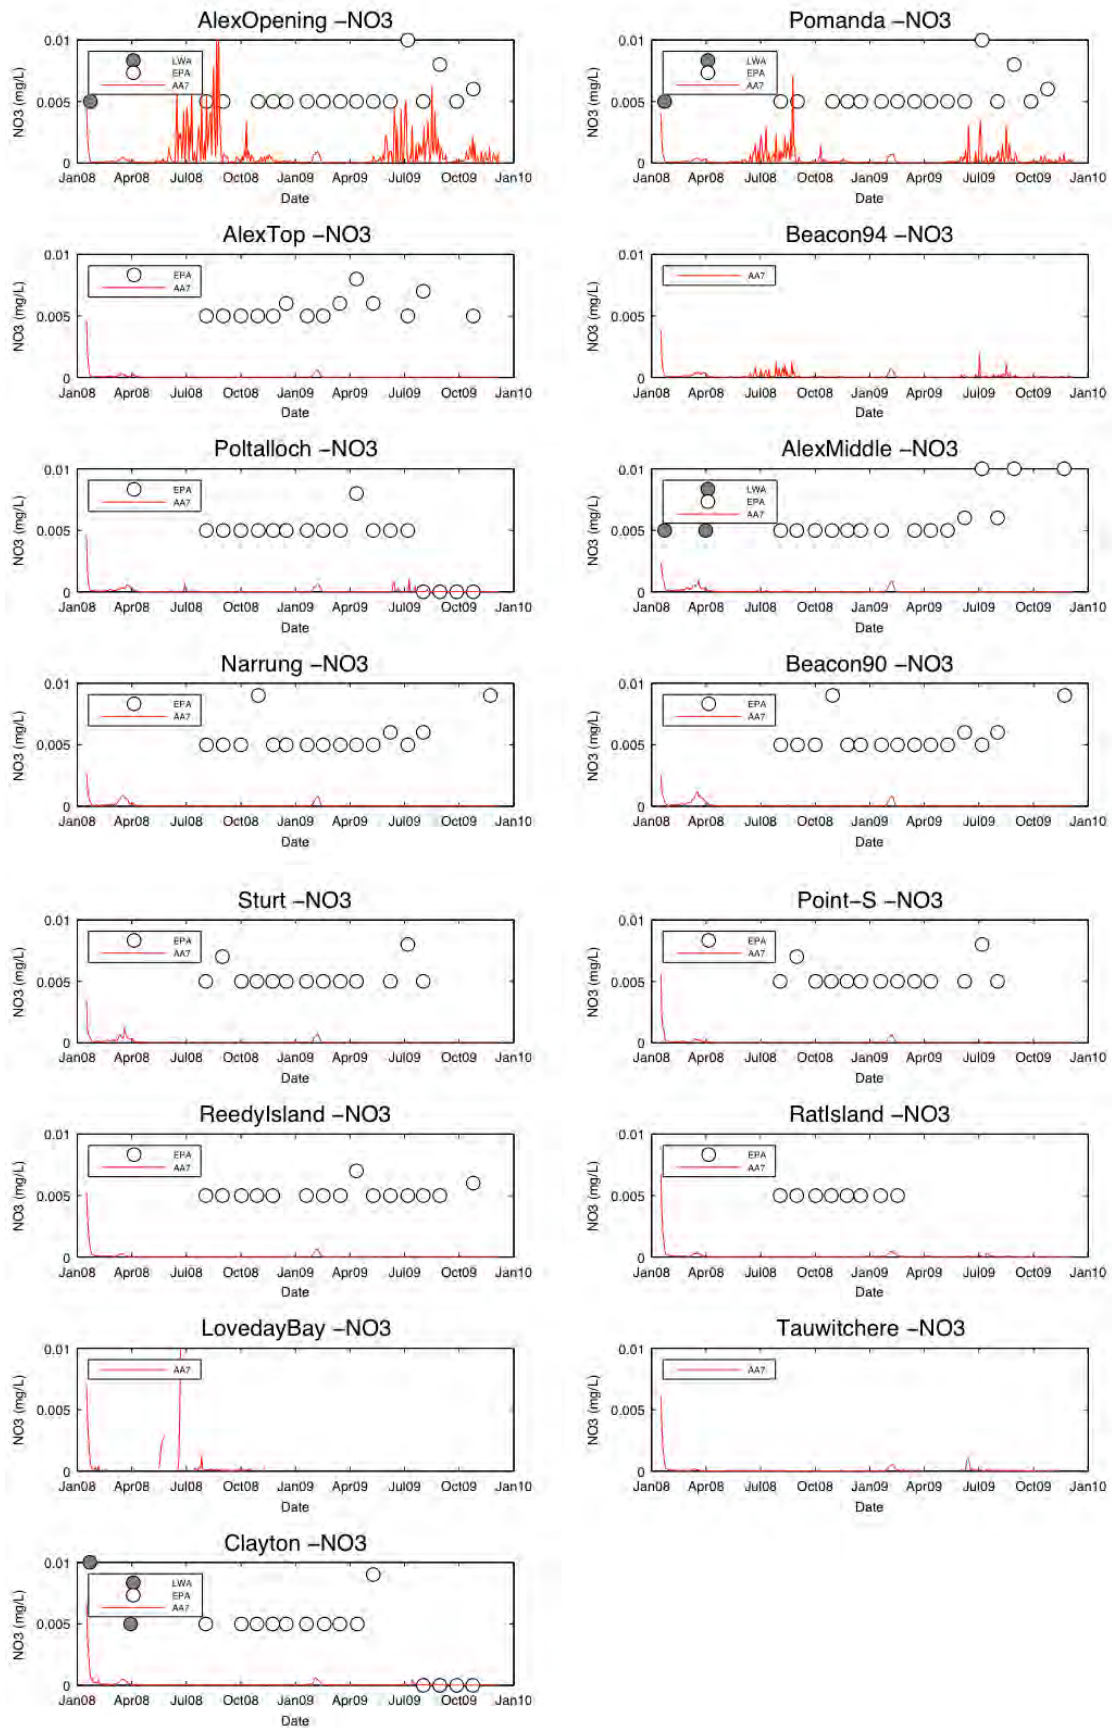 AlexOpening –NO3
0.01
0.005
0
NO3 (mg/L)
LWA
EPA
AA7
Jan08 Apr08 Jul08 Oct08 Jan09 Apr09 Jul09 Oct09 Jan10
Date
Pomanda –NO3
0.01
0.005
0
NO3 (mg/L)
LWA
EPA
AA7
Jan08 Apr08 Jul08 Oct08 Jan09 Apr09 Jul09 Oct09 Jan10
Date
AlexTop –NO3
0.01
0.005
0
NO3 (mg/L)
EPA
AA7
Jan08 Apr08 Jul08 Oct08 Jan09 Apr09 Jul09 Oct09 Jan10
Date
Beacon94 –NO3
0.01
0.005
0
NO3 (mg/L)
AA7
Jan08 Apr08 Jul08 Oct08 Jan09 Apr09 Jul09 Oct09 Jan10
Date
Poltalloch –NO3
0.01
0.005
0
NO3 (mg/L)
EPA
AA7
Jan08 Apr08 Jul08 Oct08 Jan09 Apr09 Jul09 Oct09 Jan10
Date
AlexMiddle –NO3
0.01
0.005
0
NO3 (mg/L)
LWA
EPA
AA7
Jan08 Apr08 Jul08 Oct08 Jan09 Apr09 Jul09 Oct09 Jan10
Date
Narrung –NO3
0.01
0.005
0
NO3 (mg/L)
EPA
AA7
Jan08 Apr08 Jul08 Oct08 Jan09 Apr09 Jul09 Oct09 Jan10
Date
Beacon90 –NO3
0.01
0.005
0
NO3 (mg/L)
EPA
AA7
Jan08 Apr08 Jul08 Oct08 Jan09 Apr09 Jul09 Oct09 Jan10
Date
Sturt –NO3
0.01
0.005
0
NO3 (mg/L)
EPA
AA7
Jan08 Apr08 Jul08 Oct08 Jan09 Apr09 Jul09 Oct09 Jan10
Date
Point–S –NO3
0.01
0.005
0
NO3 (mg/L)
EPA
AA7
Jan08 Apr08 Jul08 Oct08 Jan09 Apr09 Jul09 Oct09 Jan10
Date
ReedyIsland –NO3
0.01
0.005
0
NO3 (mg/L)
EPA
AA7
Jan08 Apr08 Jul08 Oct08 Jan09 Apr09 Jul09 Oct09 Jan10
Date
RatIsland –NO3
0.01
0.005
0
NO3 (mg/L)
EPA
AA7
Jan08 Apr08 Jul08 Oct08 Jan09 Apr09 Jul09 Oct09 Jan10
Date
LovedayBay –NO3
0.01
0.005
0
NO3 (mg/L)
AA7
Jan08 Apr08 Jul08 Oct08 Jan09 Apr09 Jul09 Oct09 Jan10
Date
Tauwitchere –NO3
0.01
0.005
0
NO3 (mg/L)
AA7
Jan08 Apr08 Jul08 Oct08 Jan09 Apr09 Jul09 Oct09 Jan10
Date
Clayton –NO3
0.01
0.005
0
NO3 (mg/L)
LWA
EPA
AA7
Jan08 Apr08 Jul08 Oct08 Jan09 Apr09 Jul09 Oct09 Jan10
Date